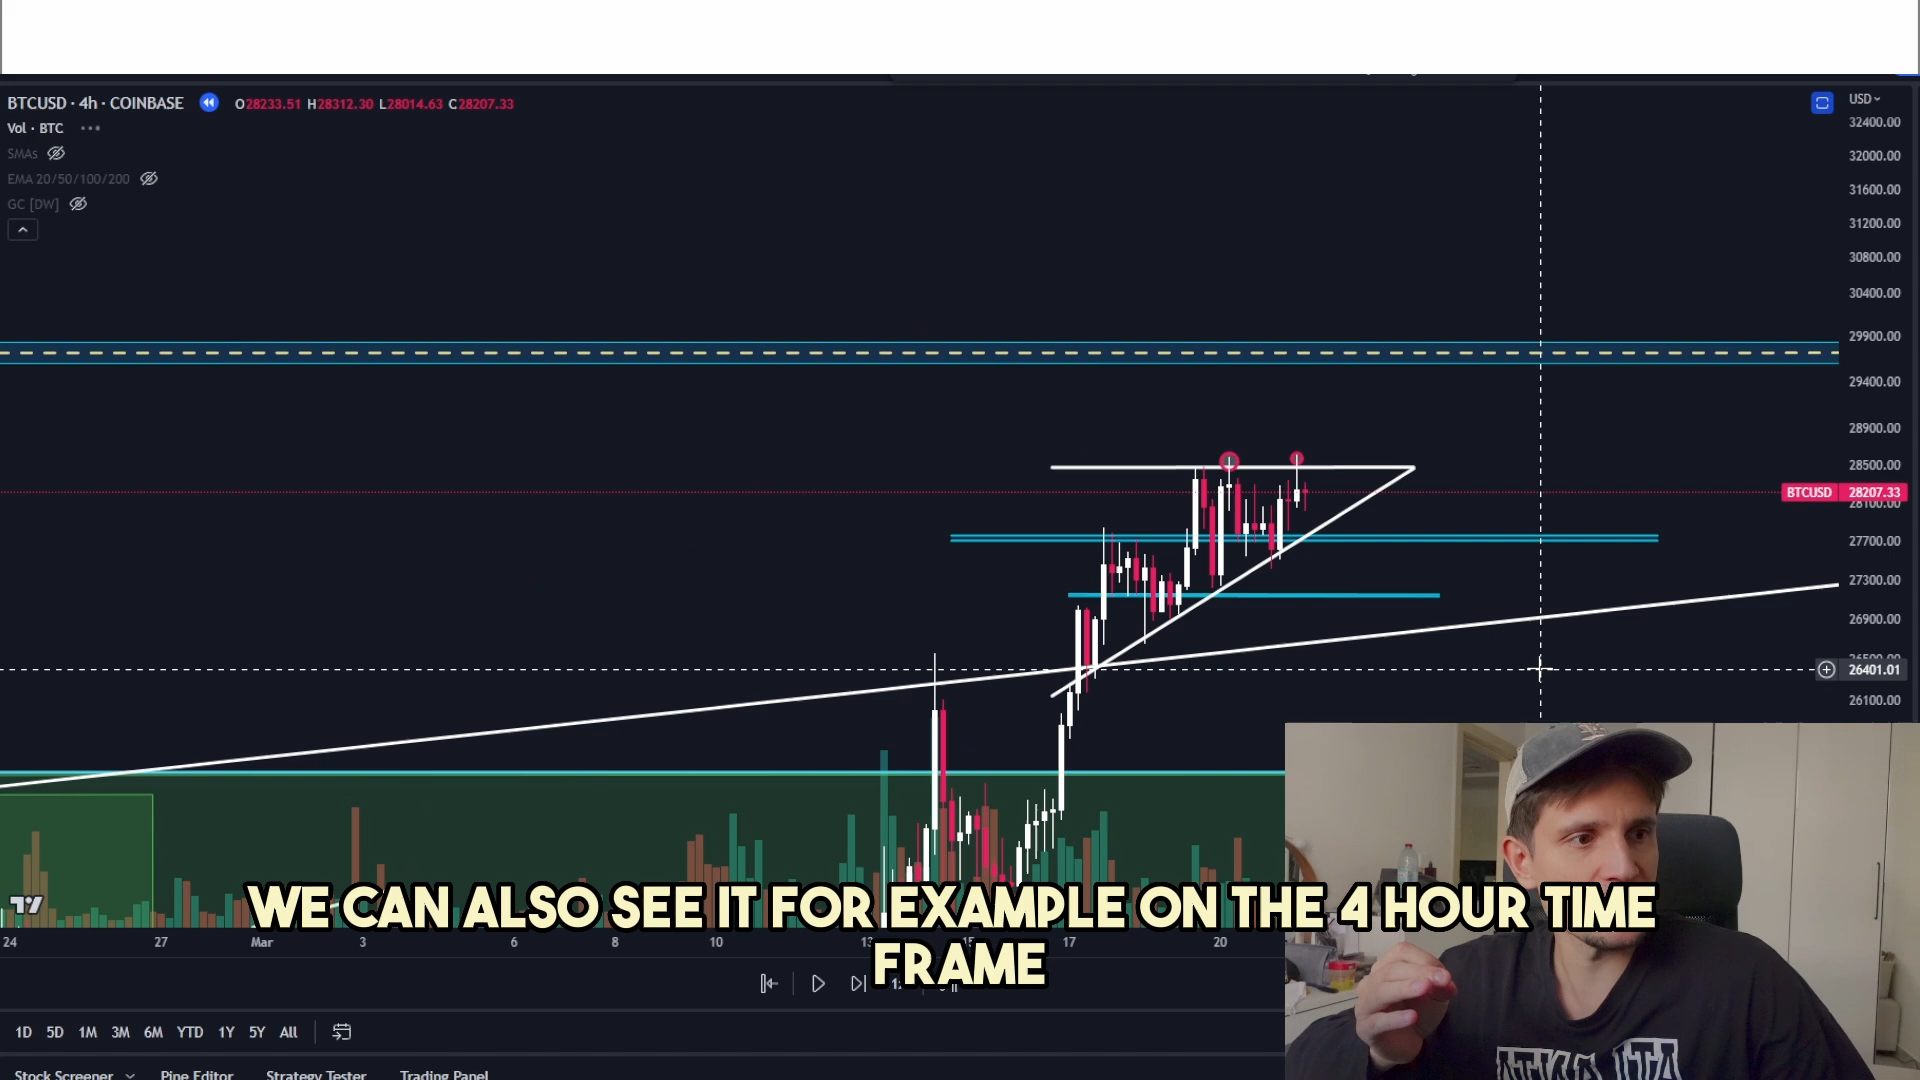 BTCUSD · 4h · COINBASE O28233.51 H28312.30 L28014.63 C28207.33
Vol · BTC
SMAs
EMA 20/50/100/200
GC [DW]
USD
32400.00
32000.00
31600.00
31200.00
30800.00
30400.00
29900.00
29400.00
28900.00
28500.00
BTCUSD 28207.33
28100.00
27700.00
27300.00
26900.00
26401.01
26100.00
WE CAN ALSO SEE IT FOR EXAMPLE ON THE 4 HOUR TIME
FRAME
24 27 Mar 3 6 8 10 13 15 17 20
1D 5D 1M 3M 6M YTD 1Y 5Y All
Stock Screener Pine Editor Strategy Tester Trading Panel